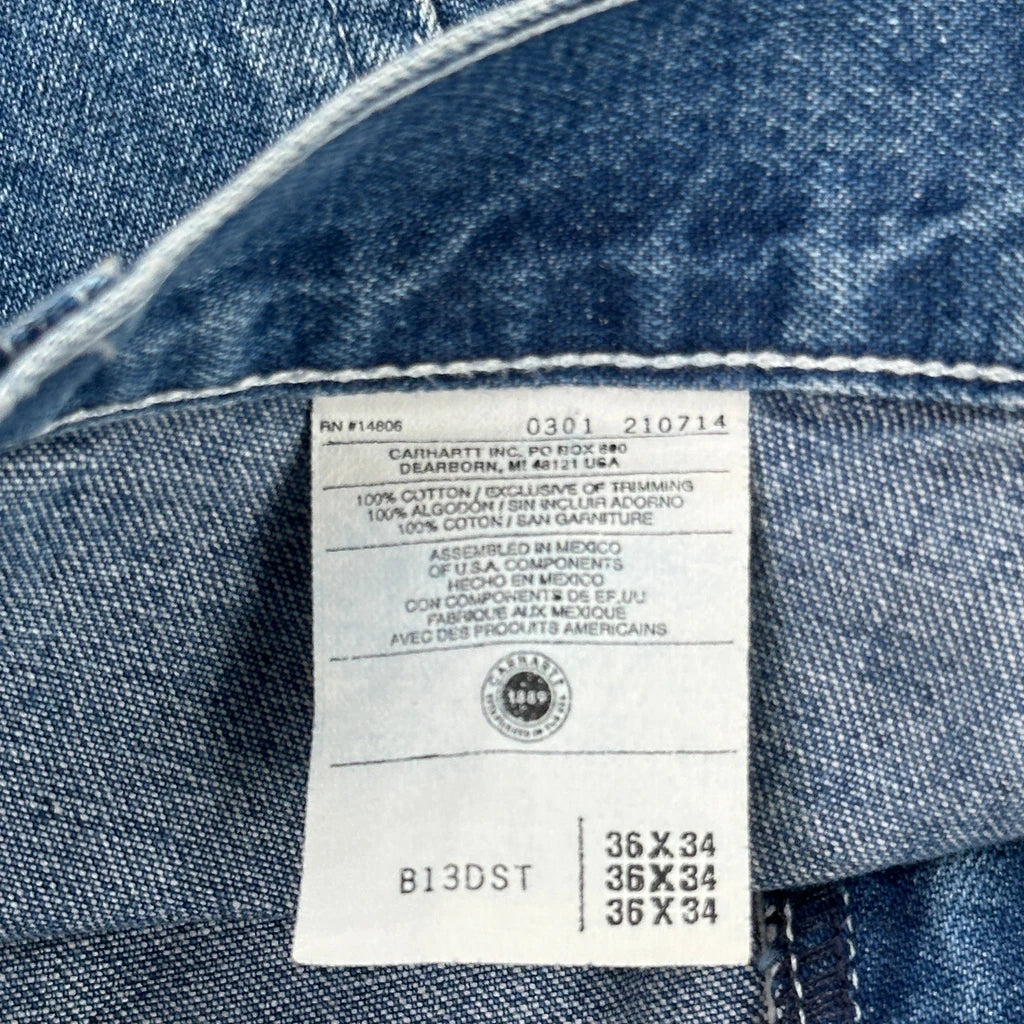 RN #14806 0301 210714
CARHARTT INC. PO BOX 600
DEARBORN, MI 48121 USA
100% COTTON / EXCLUSIVE OF TRIMMING
100% ALGODÓN / SIN INCLUIR ADORNO
100% COTON / SAN GARNITURE
ASSEMBLED IN MEXICO
OF U.S.A. COMPONENTS
HECHO EN MEXICO
CON COMPONENTS DE EF.UU
FABRIQUE AUX MEXIQUE
AVEC DES PRODUITS AMERICAINS
CARHARTT
1889
B13DST
36X34
36X34
36X34